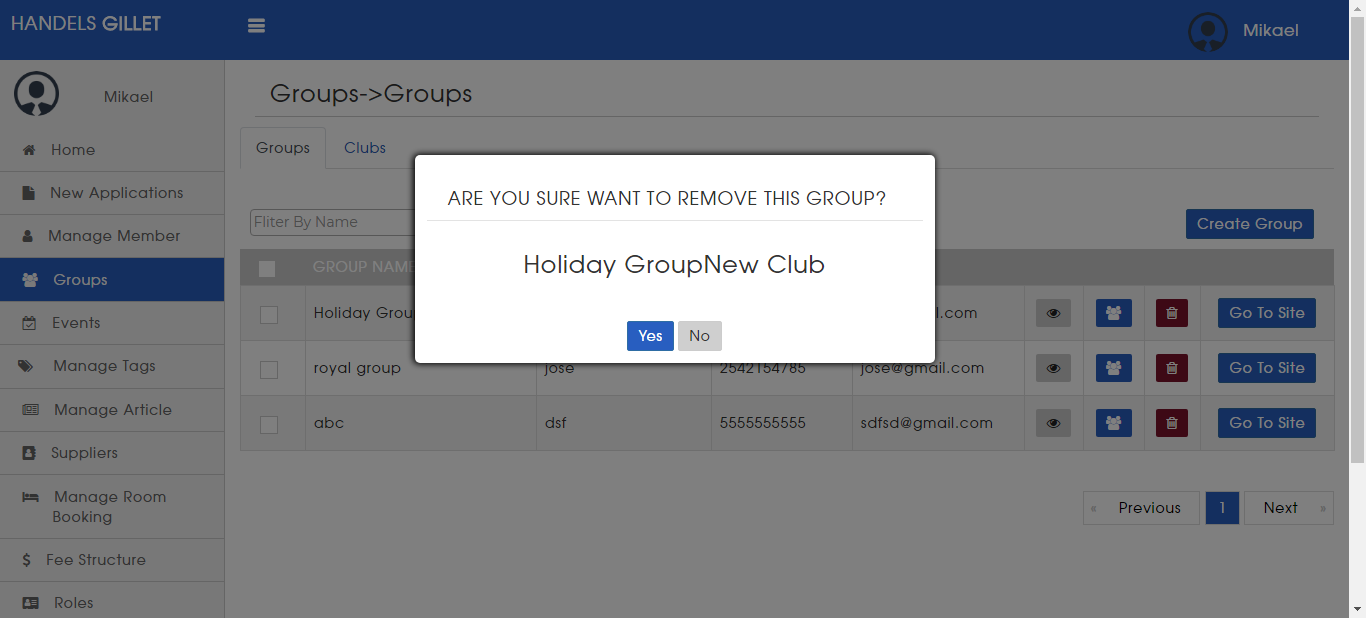 HANDELS GILLET
Mikael
Mikael
Home
New Applications
Manage Member
Groups
Events
Manage Tags
Manage Article
Suppliers
Manage Room
Booking
$ Fee Structure
Roles
Groups->Groups
Groups Clubs
Fliter By Name
Create Group
ARE YOU SURE WANT TO REMOVE THIS GROUP?
Holiday GroupNew Club
Yes No
GROUP NAME
Holiday Grou l.com Go To Site
royal group jose 2542154785 jose@gmail.com Go To Site
abc dsf 5555555555 sdfsd@gmail.com Go To Site
« Previous 1 Next »